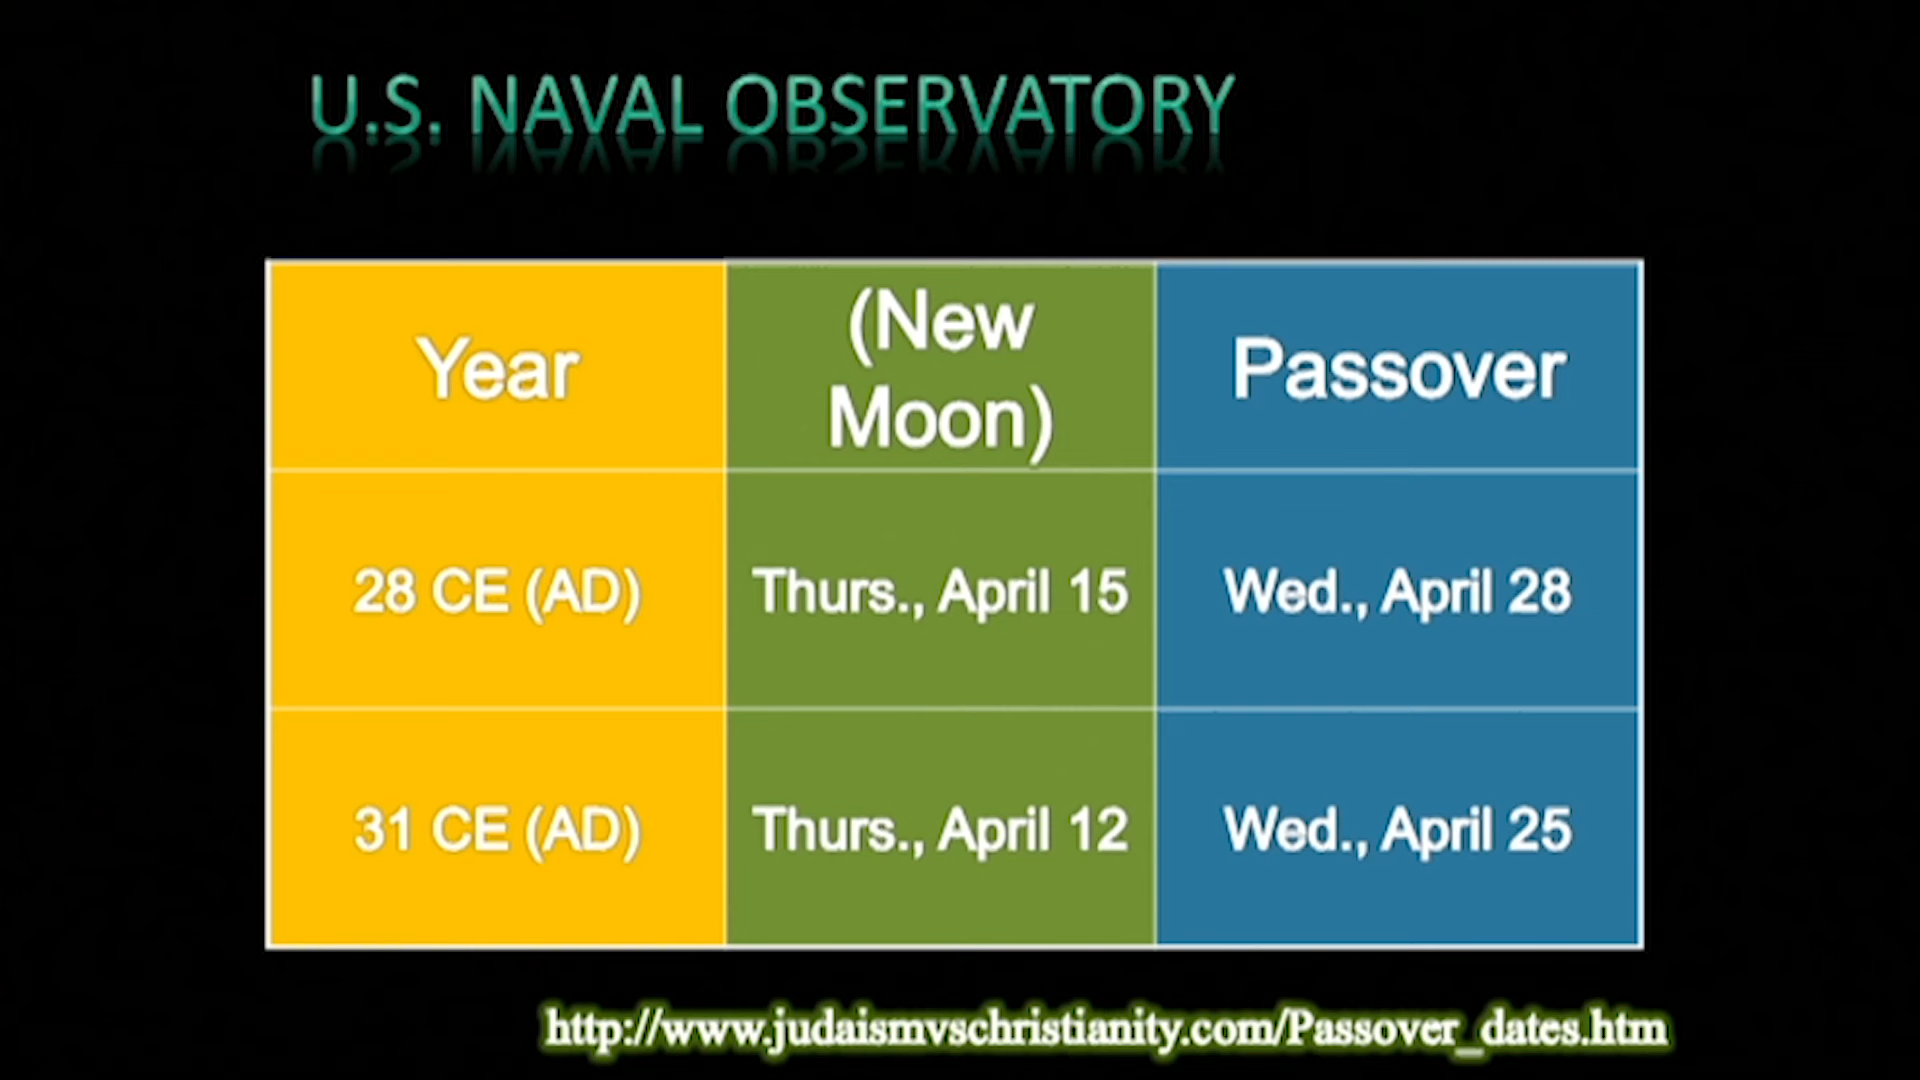 U.S. NAVAL OBSERVATORY
Year
(New
Moon)
Passover
28 CE (AD)
Thurs., April 15
Wed., April 28
31 CE (AD)
Thurs., April 12
Wed., April 25
http://www.judaismvschristianity.com/Passover_dates.htm